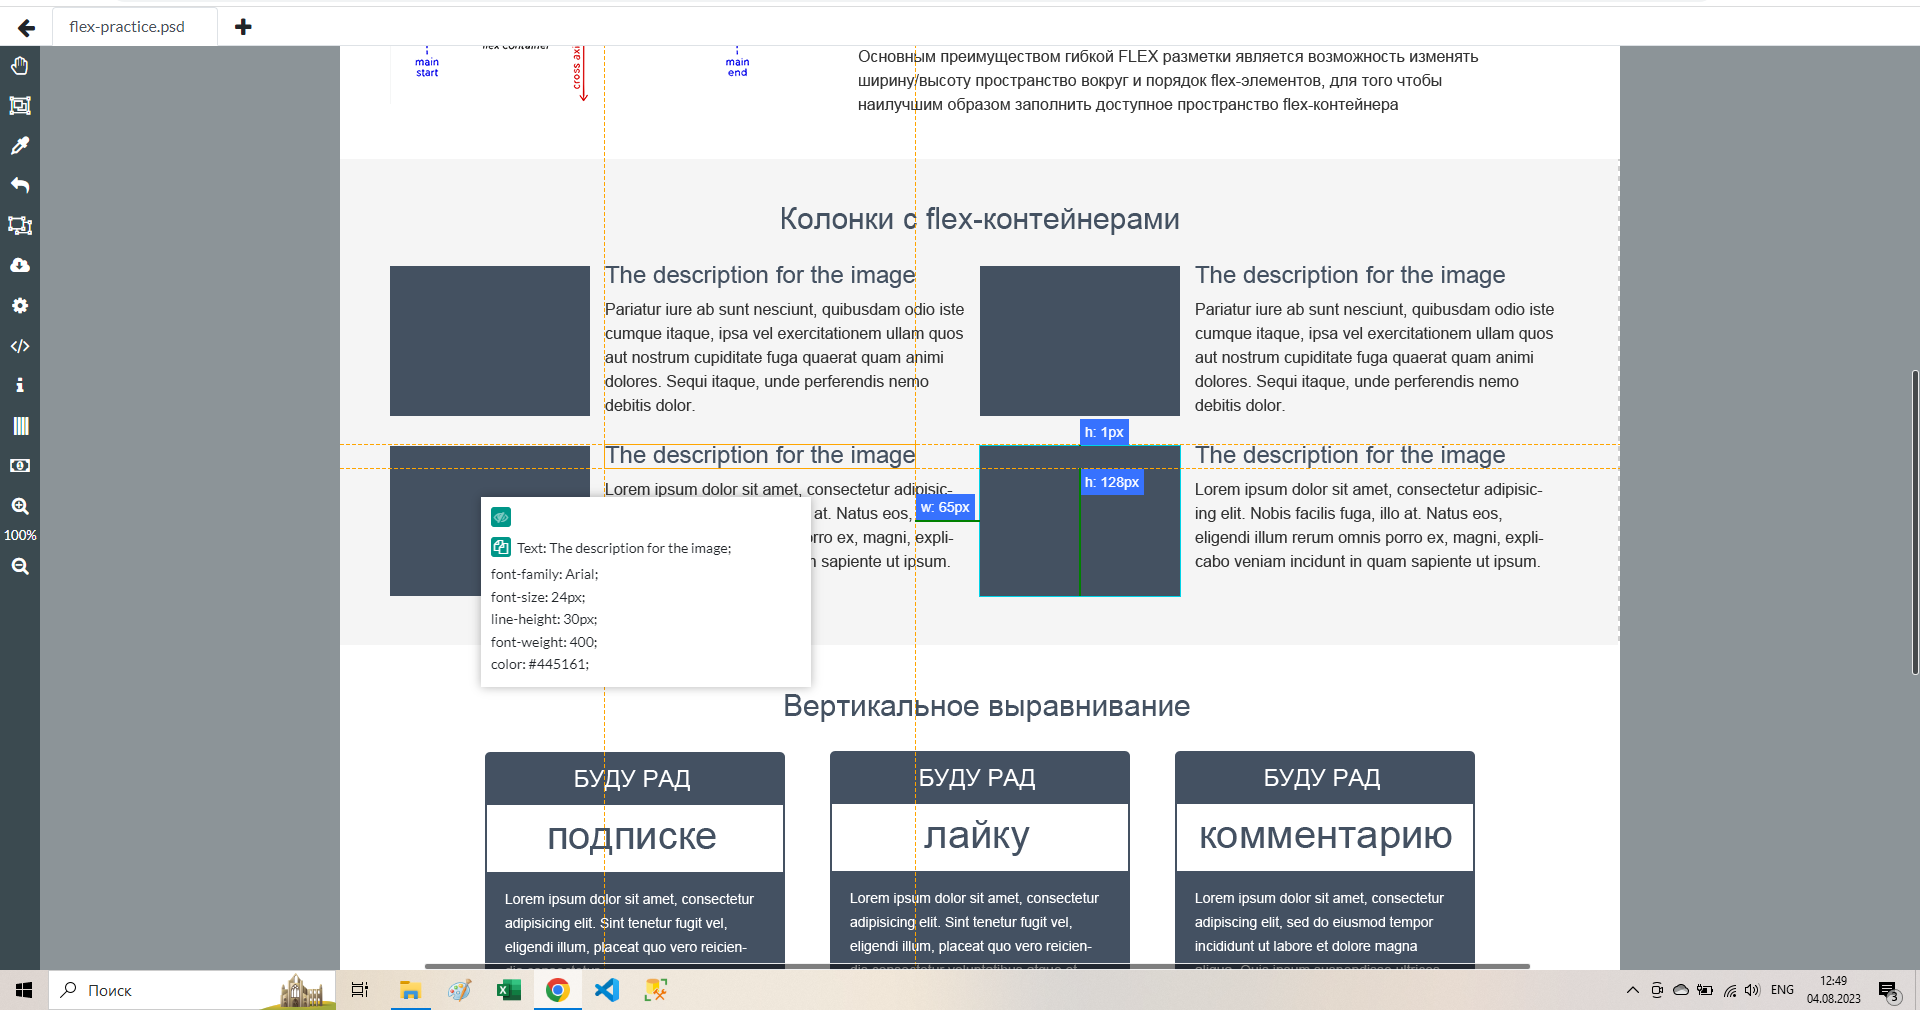 flex-practice.psd
flex container
main
start
cross axi
main
end
Основным преимуществом гибкой FLEX разметки является возможность изменять
ширину/высоту пространство вокруг и порядок flex-элементов, для того чтобы
наилучшим образом заполнить доступное пространство flex-контейнера
Колонки с flex-контейнерами
The description for the image
Pariatur iure ab sunt nesciunt, quibusdam odio iste
cumque itaque, ipsa vel exercitationem ullam quos
aut nostrum cupiditate fuga quaerat quam animi
dolores. Sequi itaque, unde perferendis nemo
debitis dolor.
The description for the image
Pariatur iure ab sunt nesciunt, quibusdam odio iste
cumque itaque, ipsa vel exercitationem ullam quos
aut nostrum cupiditate fuga quaerat quam animi
dolores. Sequi itaque, unde perferendis nemo
debitis dolor.
h: 1px
The description for the image
Lorem ipsum dolor sit amet, consectetur adipisic-
at. Natus eos,
rro ex, magni, expli-
sapiente ut ipsum.
w: 65px
h: 128px
The description for the image
Lorem ipsum dolor sit amet, consectetur adipisic-
ing elit. Nobis facilis fuga, illo at. Natus eos,
eligendi illum rerum omnis porro ex, magni, expli-
cabo veniam incidunt in quam sapiente ut ipsum.
Text: The description for the image;
font-family: Arial;
font-size: 24px;
line-height: 30px;
font-weight: 400;
color: #445161;
100%
Вертикальное выравнивание
БУДУ РАД
подписке
Lorem ipsum dolor sit amet, consectetur
adipisicing elit. Sint tenetur fugit vel,
eligendi illum, placeat quo vero reicien-
БУДУ РАД
лайку
Lorem ipsum dolor sit amet, consectetur
adipisicing elit. Sint tenetur fugit vel,
eligendi illum, placeat quo vero reicien-
БУДУ РАД
комментарию
Lorem ipsum dolor sit amet, consectetur
adipiscing elit, sed do eiusmod tempor
incididunt ut labore et dolore magna
Поиск
ENG
12:49
04.08.2023
3